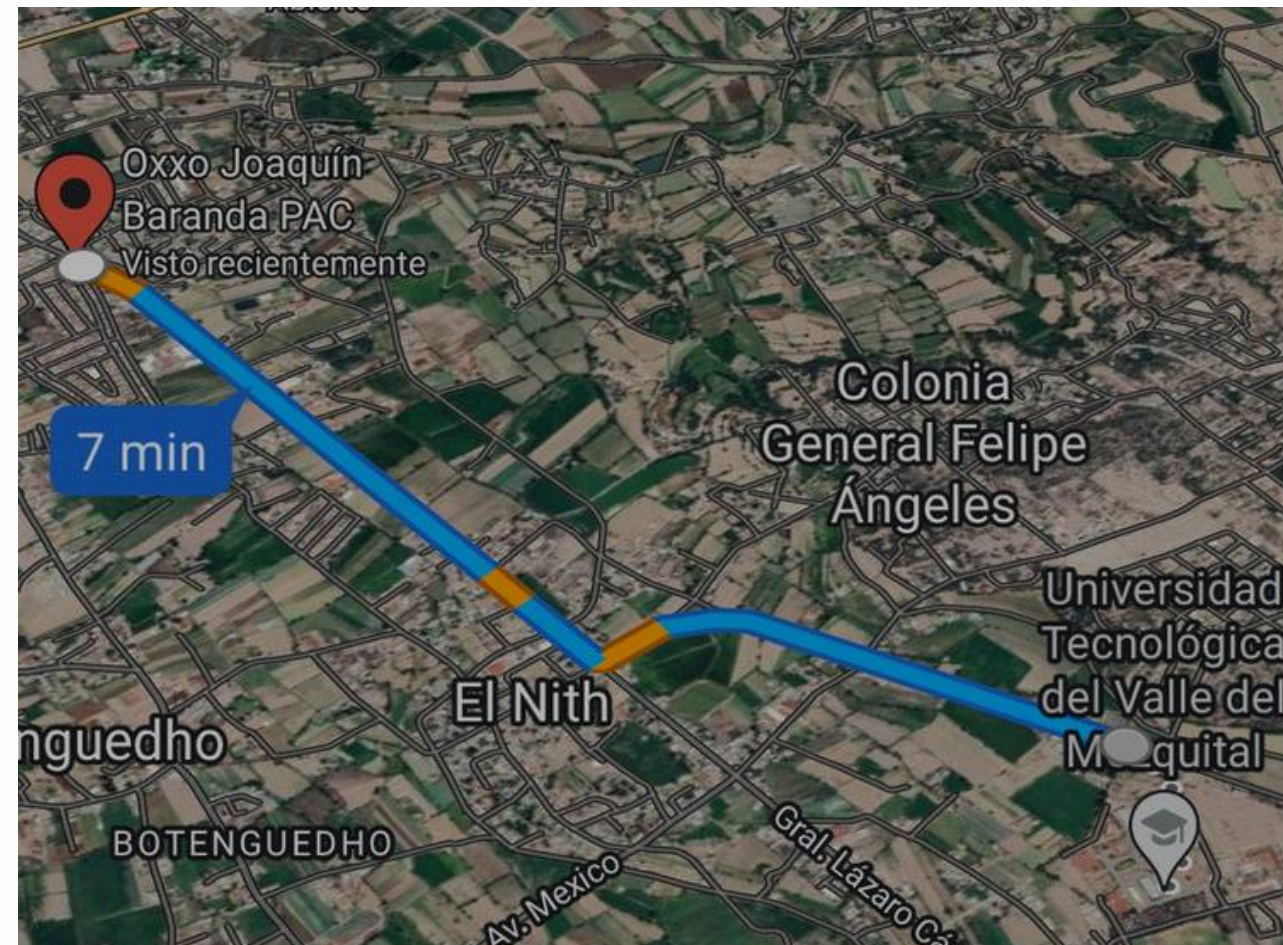 Oxxo Joaquín
Baranda PAC
Visto recientemente
7 min
Colonia
General Felipe
Ángeles
Universidad
Tecnológica
del Valle del
El Nith
nguedho
BOTENGUEDHO
Av. Mexico
Gral. Lázaro Cá